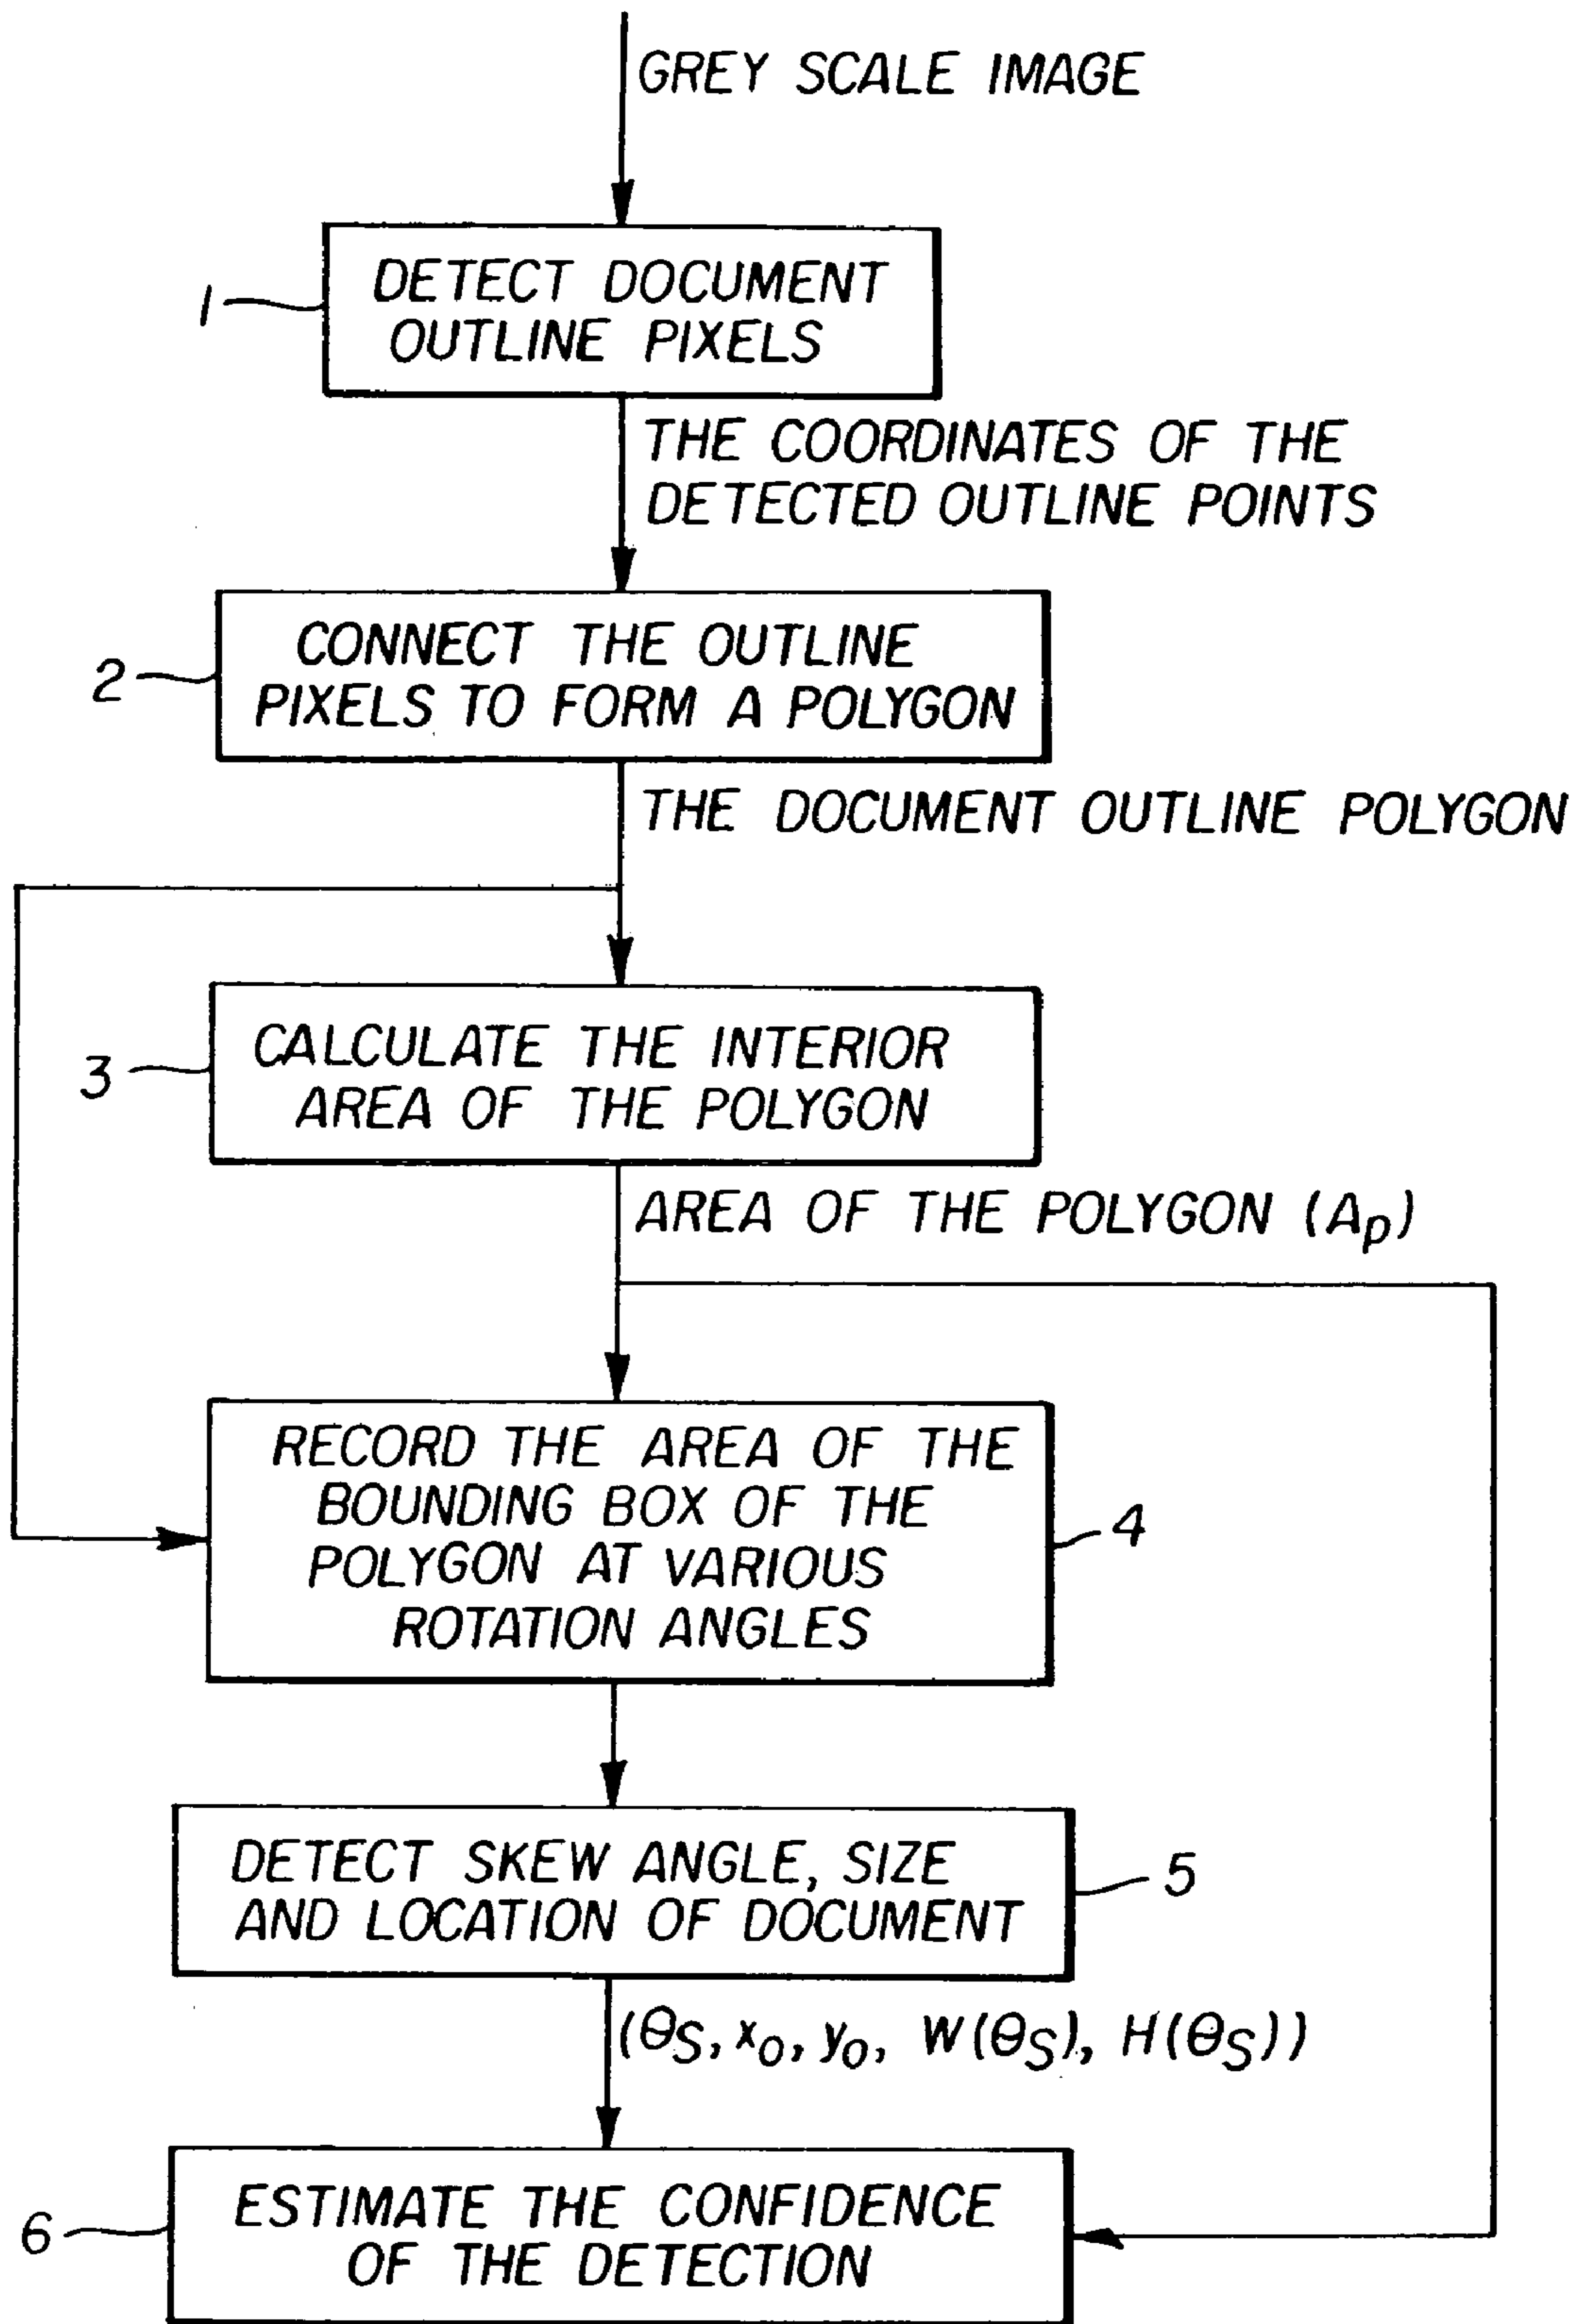 GREY SCALE IMAGE
1
DETECT DOCUMENT
OUTLINE PIXELS
THE COORDINATES OF THE
DETECTED OUTLINE POINTS
2
CONNECT THE OUTLINE
PIXELS TO FORM A POLYGON
THE DOCUMENT OUTLINE POLYGON
3
CALCULATE THE INTERIOR
AREA OF THE POLYGON
AREA OF THE POLYGON (Ap)
RECORD THE AREA OF THE
BOUNDING BOX OF THE
POLYGON AT VARIOUS
ROTATION ANGLES
4
DETECT SKEW ANGLE, SIZE
AND LOCATION OF DOCUMENT
5
(θS, x0, y0, W(θS), H(θS))
6
ESTIMATE THE CONFIDENCE
OF THE DETECTION